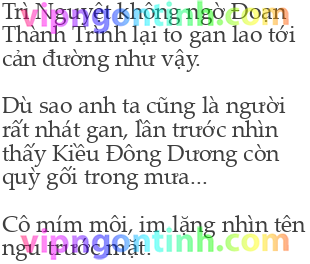 Trì Nguyệt không ngờ Đoạn
Thành Trình lại to gan lao tới
cản đường như vậy.
Dù sao anh ta cũng là người
rất nhát gan, lần trước nhìn
thấy Kiều Đông Dương còn
quỳ gối trong mưa...
Cô mím môi, im lặng nhìn tên
ngu trước mặt.
vipngontinh.com
vipngontinh.com